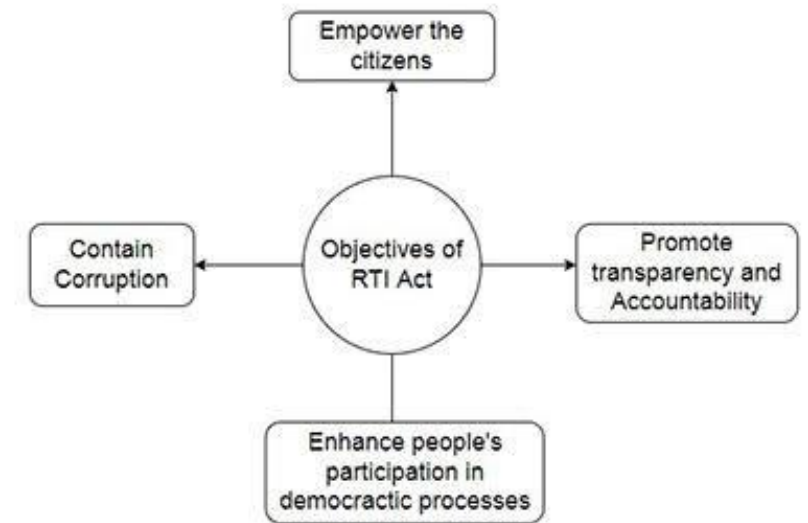 Empower the
citizens
Contain
Corruption
Objectives of
RTI Act
Promote
transparency and
Accountability
Enhance people's
participation in
democractic processes